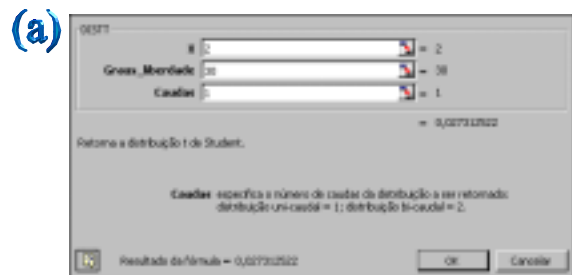 (a)
DISTT
X 2 = 2
Graus_liberdade 30 = 30
Caudas 1 = 1
= 0,027312522
Retorna a distribuição t de Student.
Caudas especifica o número de caudas da distribuição a ser retornado:
distribuição uni-caudal = 1; distribuição bi-caudal = 2.
Resultado da fórmula = 0,027312522
OK
Cancelar